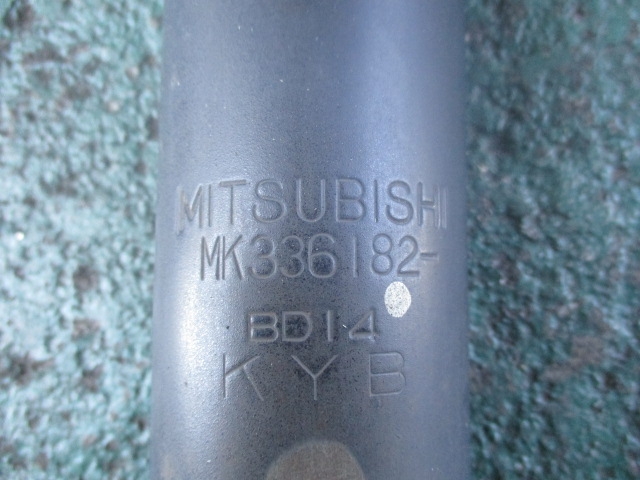 MITSUBISHI
MK336182-
BD14
KYB